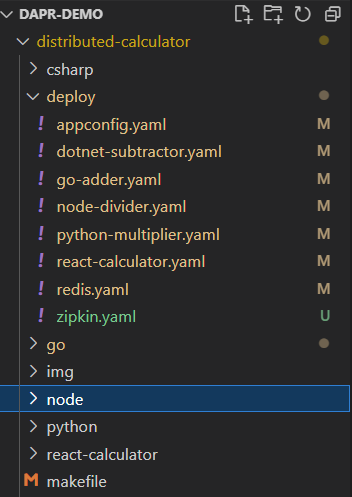 DAPR-DEMO
distributed-calculator
csharp
deploy
! appconfig.yaml M
! dotnet-subtractor.yaml M
! go-adder.yaml M
! node-divider.yaml M
! python-multiplier.yaml M
! react-calculator.yaml M
! redis.yaml M
! zipkin.yaml U
go
img
node
python
react-calculator
M makefile